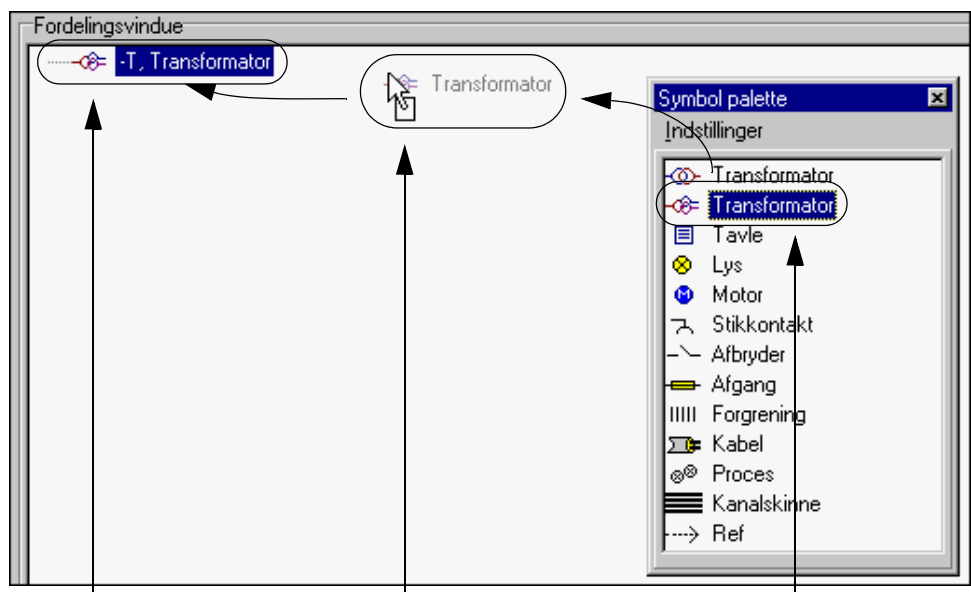 Fordelingsvindue
-T, Transformator
Transformator
Symbol palette
Indstillinger
Transformator
Transformator
Tavle
Lys
Motor
Stikkontakt
Afbryder
Afgang
Forgrening
Kabel
Proces
Kanalskinne
Ref